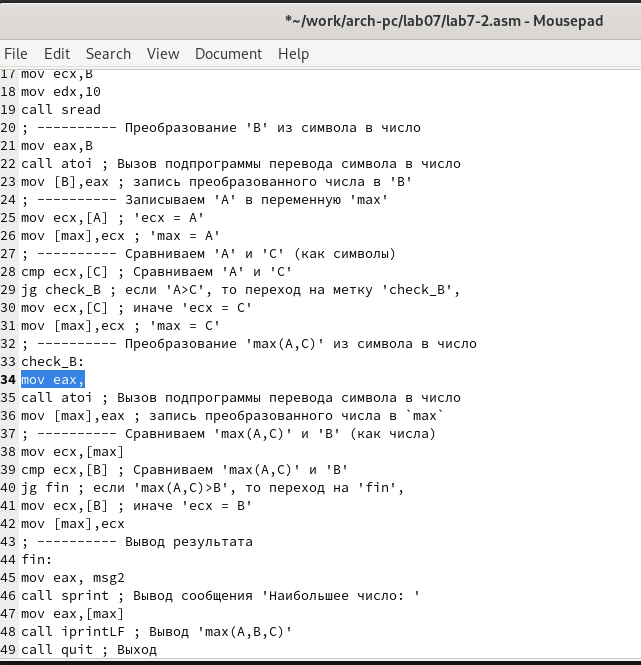 *~/work/arch-pc/lab07/lab7-2.asm - Mousepad
File Edit Search View Document Help
17 mov ecx,B
18 mov edx,10
19 call sread
20 ; ---------- Преобразование 'B' из символа в число
21 mov eax,B
22 call atoi ; Вызов подпрограммы перевода символа в число
23 mov [B],eax ; запись преобразованного числа в 'B'
24 ; ---------- Записываем 'A' в переменную 'max'
25 mov ecx,[A] ; 'ecx = A'
26 mov [max],ecx ; 'max = A'
27 ; ---------- Сравниваем 'A' и 'C' (как символы)
28 cmp ecx,[C] ; Сравниваем 'A' и 'C'
29 jg check_B ; если 'A>C', то переход на метку 'check_B',
30 mov ecx,[C] ; иначе 'ecx = C'
31 mov [max],ecx ; 'max = C'
32 ; ---------- Преобразование 'max(A,C)' из символа в число
33 check_B:
34 mov eax,
35 call atoi ; Вызов подпрограммы перевода символа в число
36 mov [max],eax ; запись преобразованного числа в `max`
37 ; ---------- Сравниваем 'max(A,C)' и 'B' (как числа)
38 mov ecx,[max]
39 cmp ecx,[B] ; Сравниваем 'max(A,C)' и 'B'
40 jg fin ; если 'max(A,C)>B', то переход на 'fin',
41 mov ecx,[B] ; иначе 'ecx = B'
42 mov [max],ecx
43 ; ---------- Вывод результата
44 fin:
45 mov eax, msg2
46 call sprint ; Вывод сообщения 'Наибольшее число: '
47 mov eax,[max]
48 call iprintLF ; Вывод 'max(A,B,C)'
49 call quit ; Выход